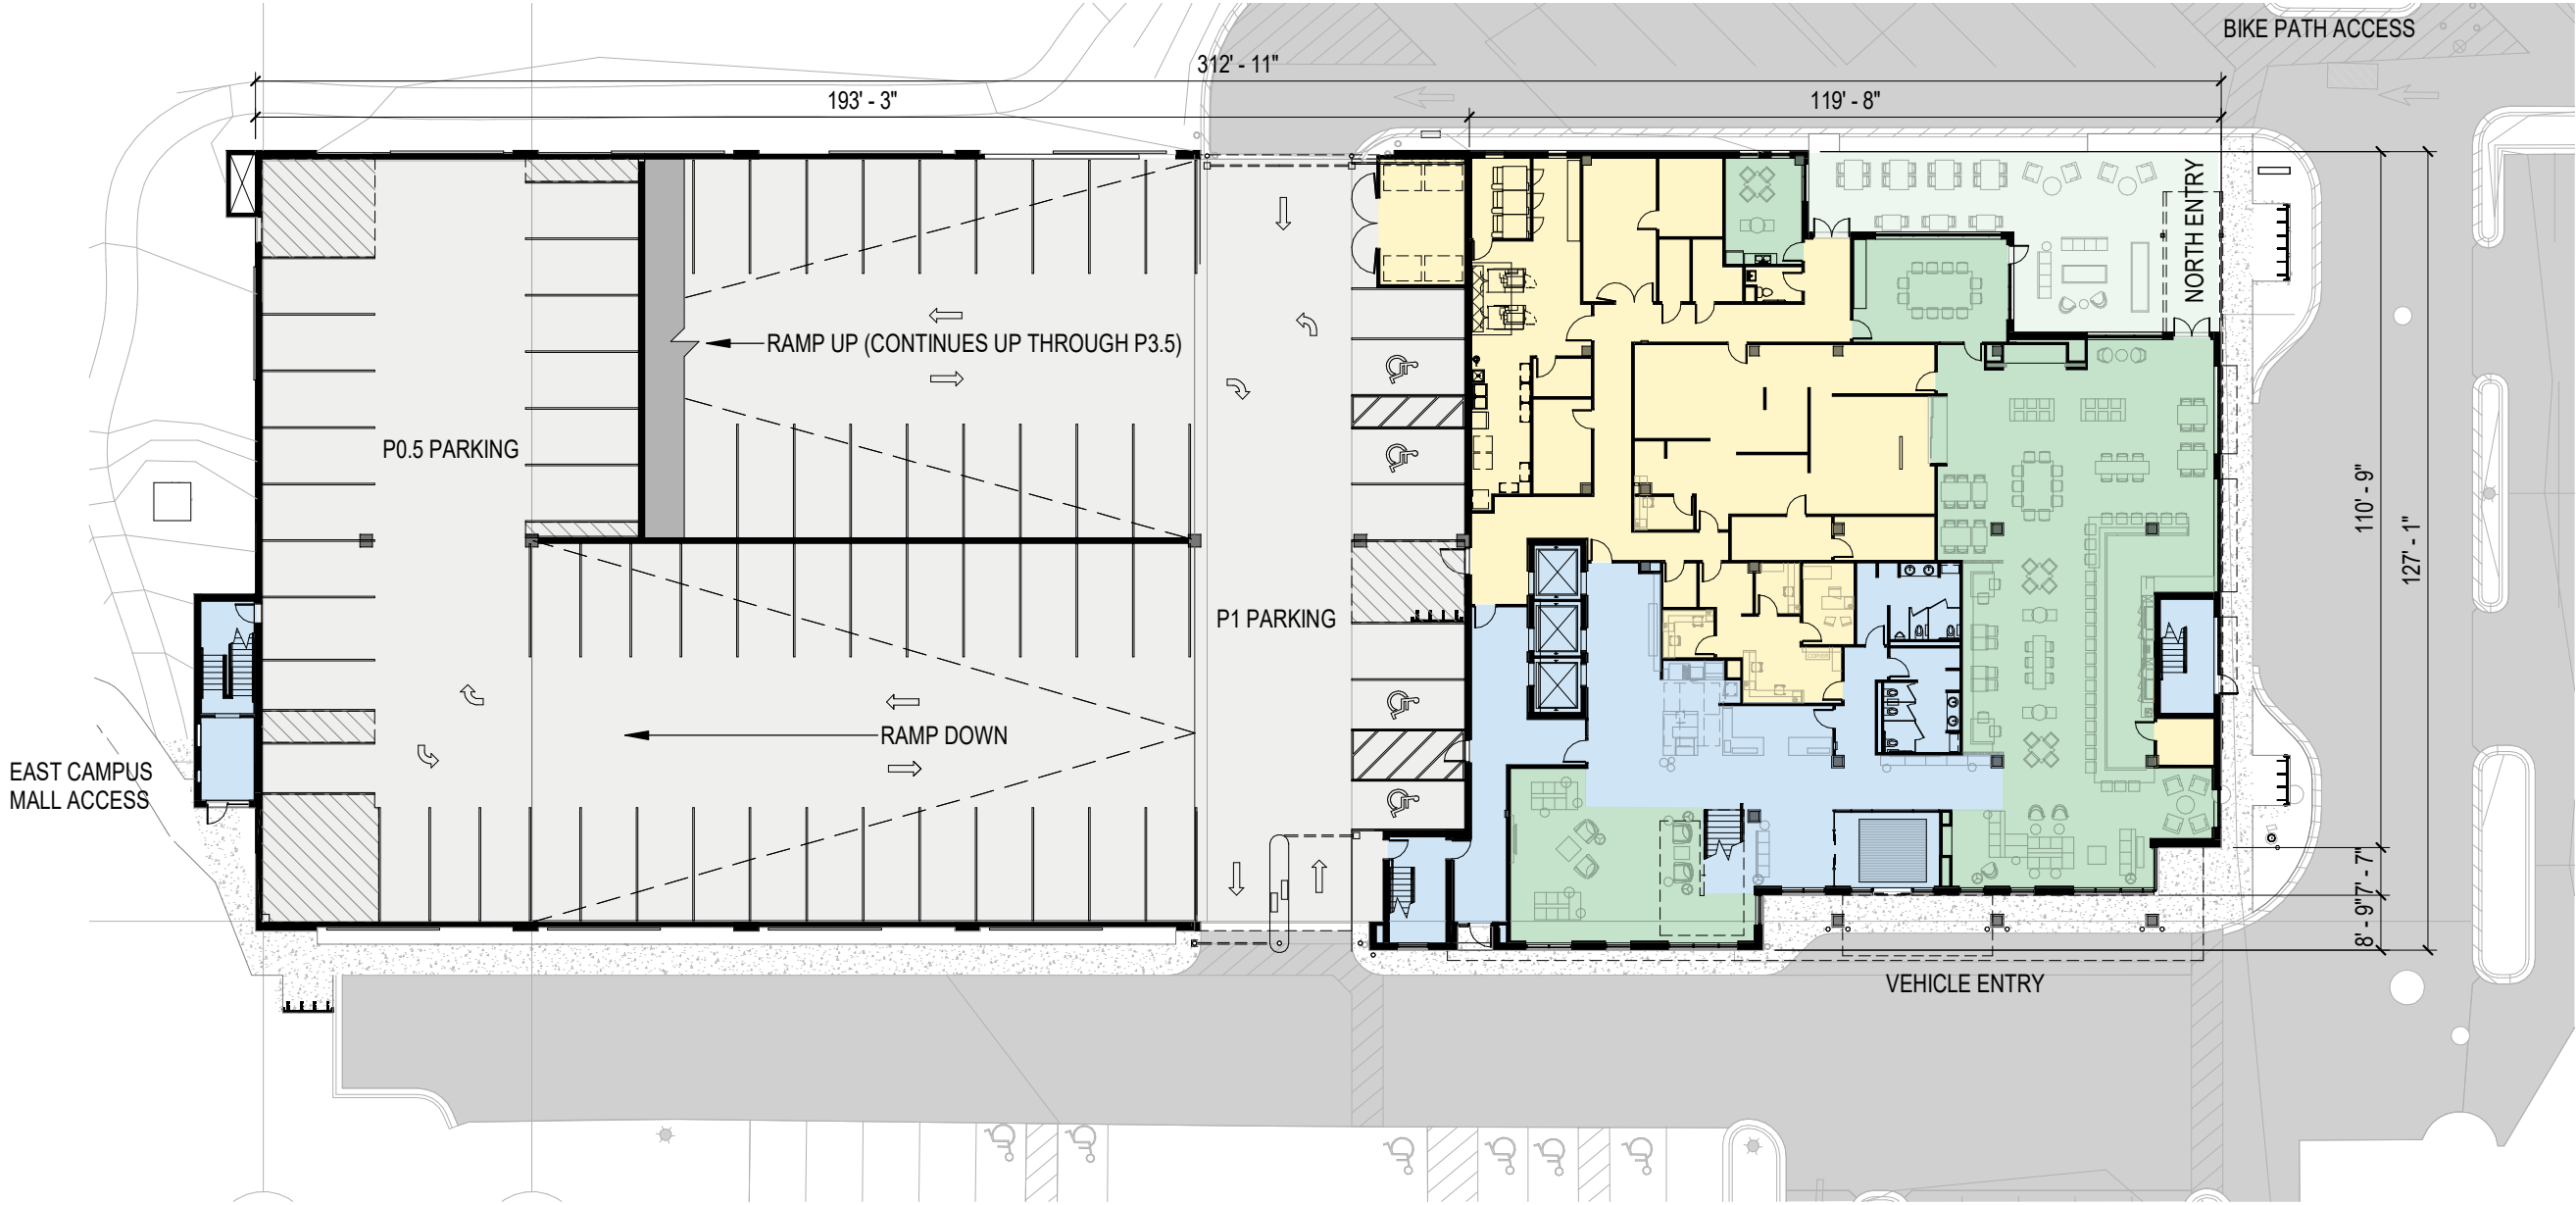 BIKE PATH ACCESS
312' - 11"
193' - 3"
119' - 8"
NORTH ENTRY
RAMP UP (CONTINUES UP THROUGH P3.5)
P0.5 PARKING
110' - 9"
127' - 1"
P1 PARKING
RAMP DOWN
EAST CAMPUS
MALL ACCESS
7' - 7"
8' - 9"
VEHICLE ENTRY